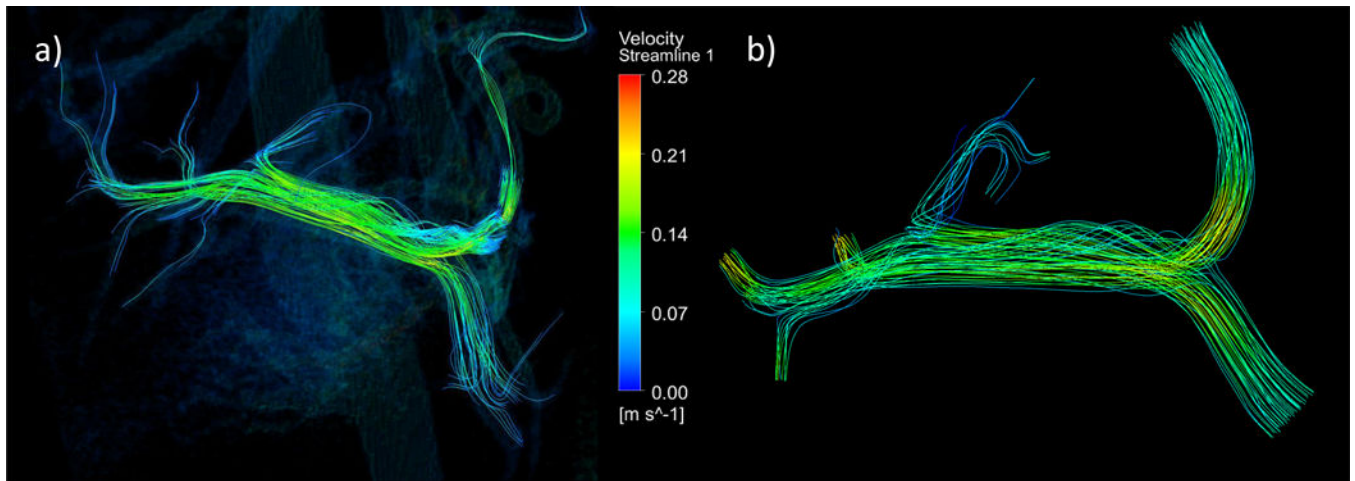 a)
Velocity
Streamline 1
0.28
0.21
0.14
0.07
0.00
[m s^-1]
b)